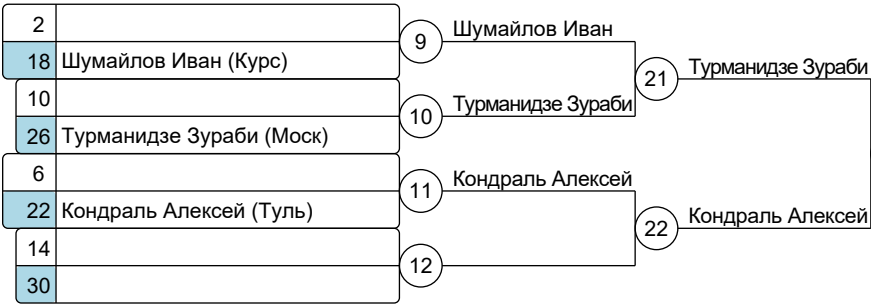 2
9
Шумайлов Иван
18 Шумайлов Иван (Курс)
21
Турманидзе Зураби
10
10
Турманидзе Зураби
26 Турманидзе Зураби (Моск)
6
11
Кондраль Алексей
22 Кондраль Алексей (Туль)
22
Кондраль Алексей
14
12
30